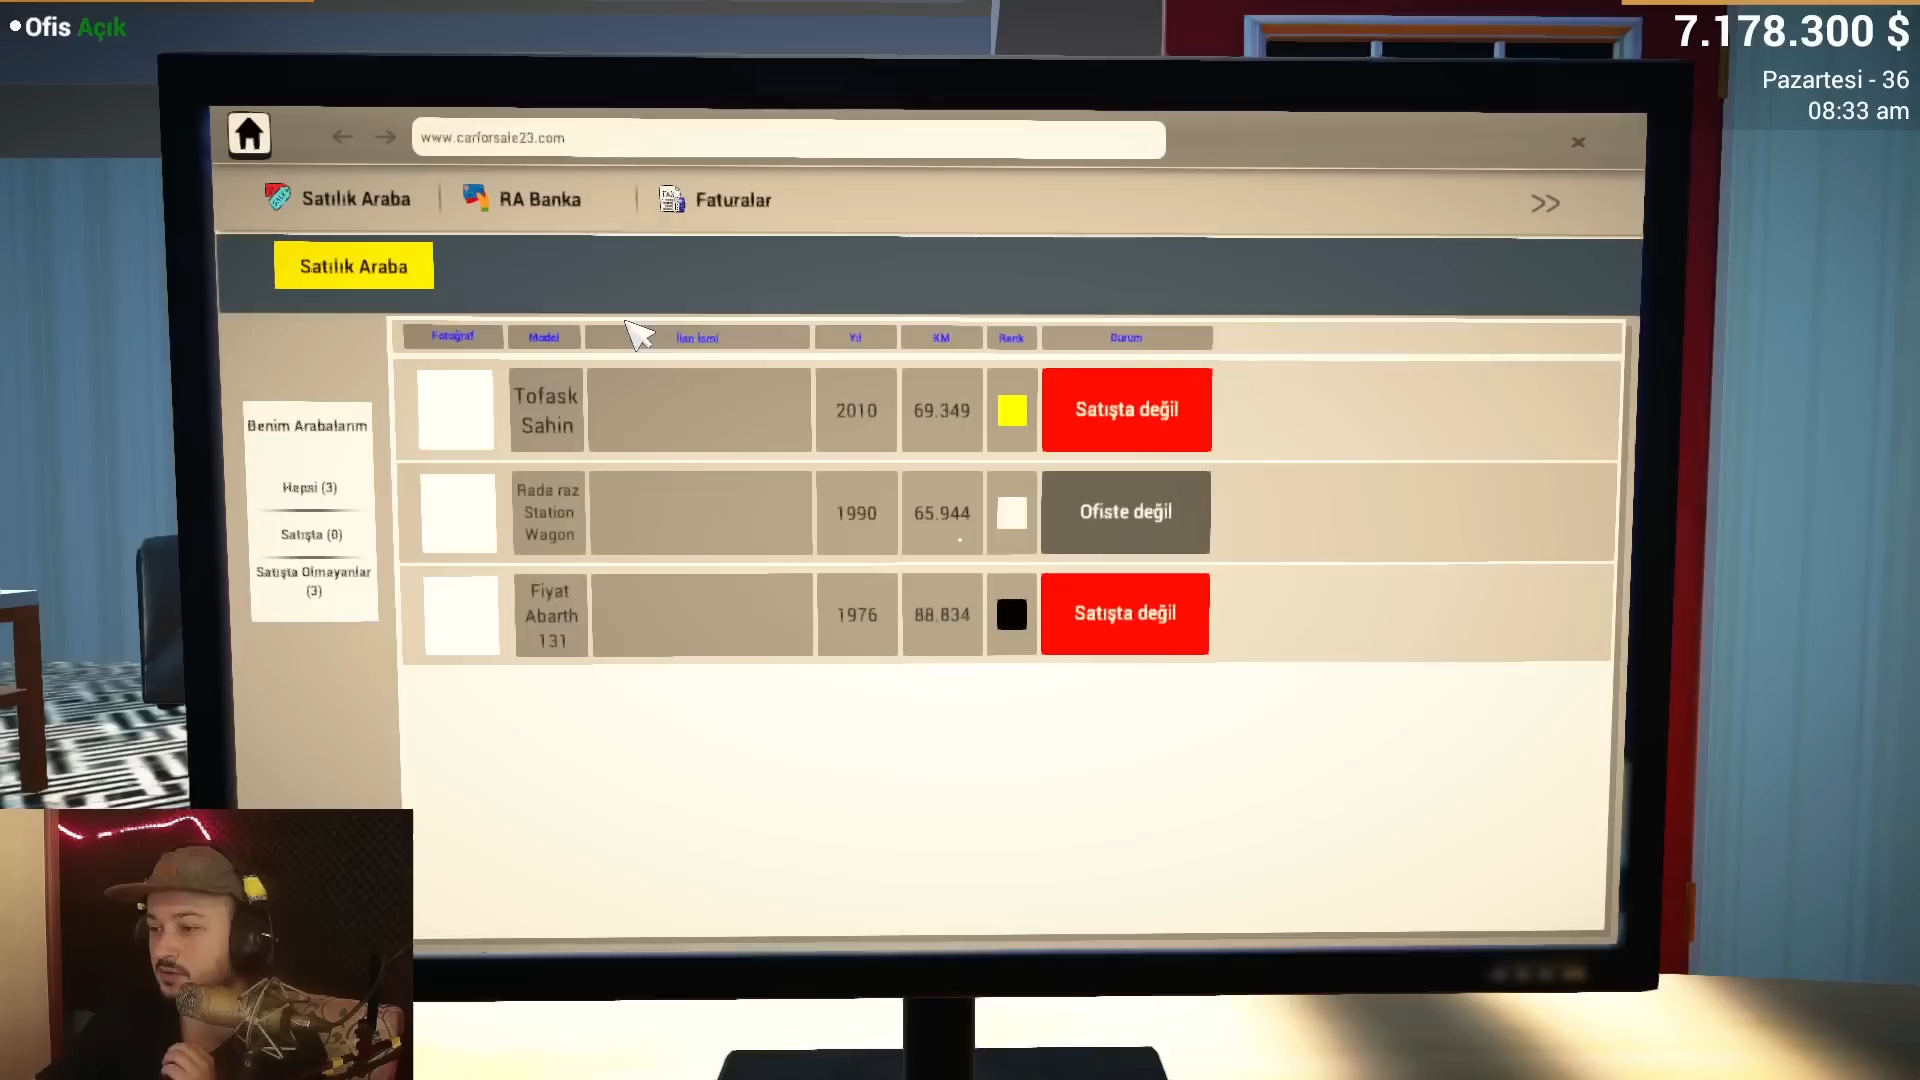 Ofis Açık
7.178.300 $
Pazartesi - 36
08:33 am
www.carforsale23.com
Satılık Araba
RA Banka
Faturalar
Satılık Araba
Fotoğraf
Model
İlan İsmi
Yıl
KM
Renk
Durum
Benim Arabalarım
Hepsi (3)
Satışta (0)
Satışta Olmayanlar
(3)
Tofask
Sahin
2010
69.349
Satışta değil
Rada raz
Station
Wagon
1990
65.944
Ofiste değil
Fiyat
Abarth
131
1976
88.834
Satışta değil